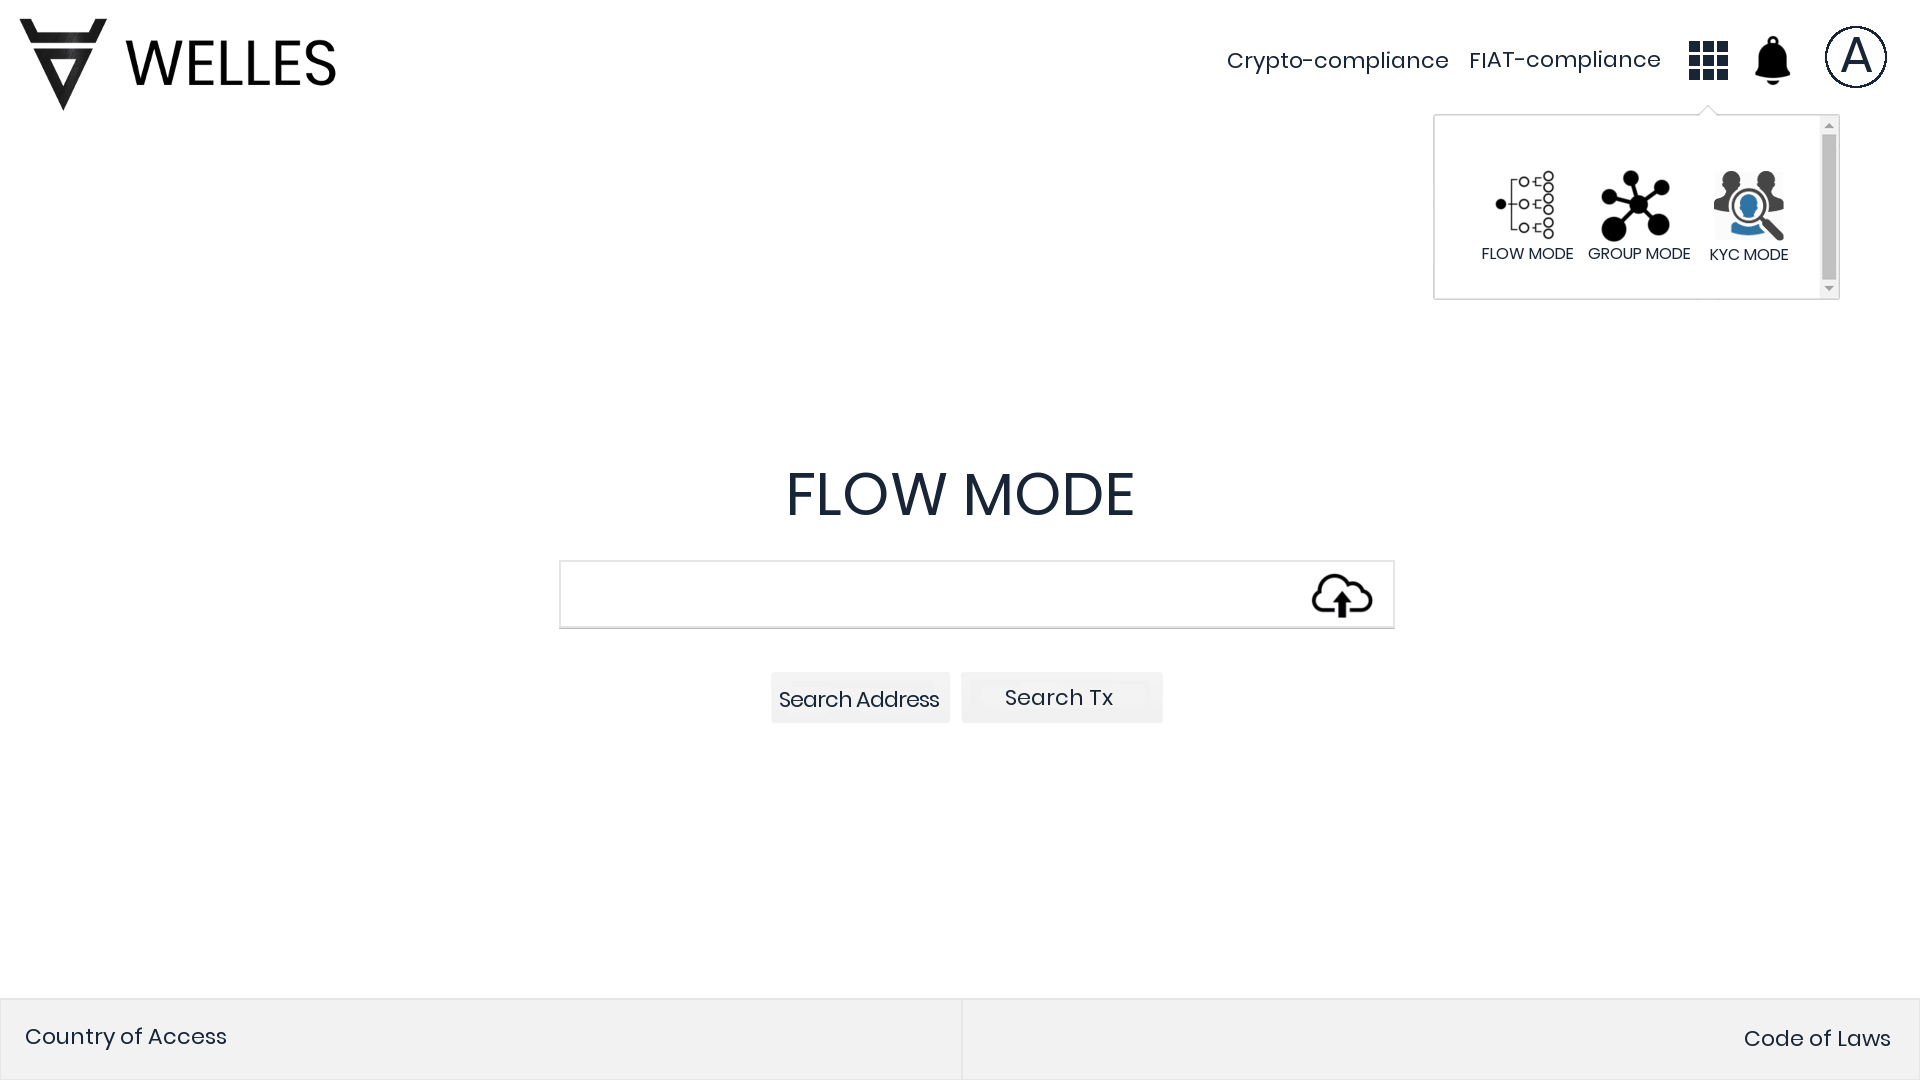 WELLES
Crypto-compliance
FIAT-compliance
A
FLOW MODE
GROUP MODE
KYC MODE
FLOW MODE
Search Address
Search Tx
Country of Access
Code of Laws